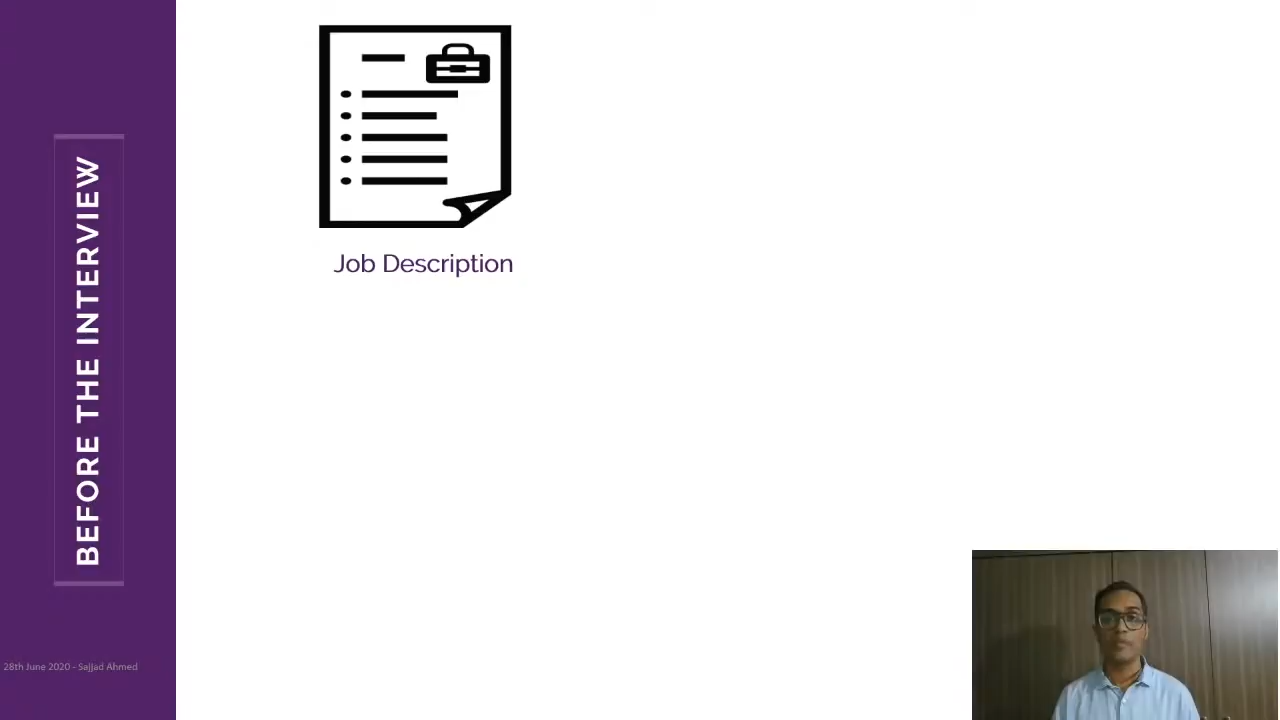 BEFORE THE INTERVIEW
Job Description
28th June 2020 - Sajjad Ahmed